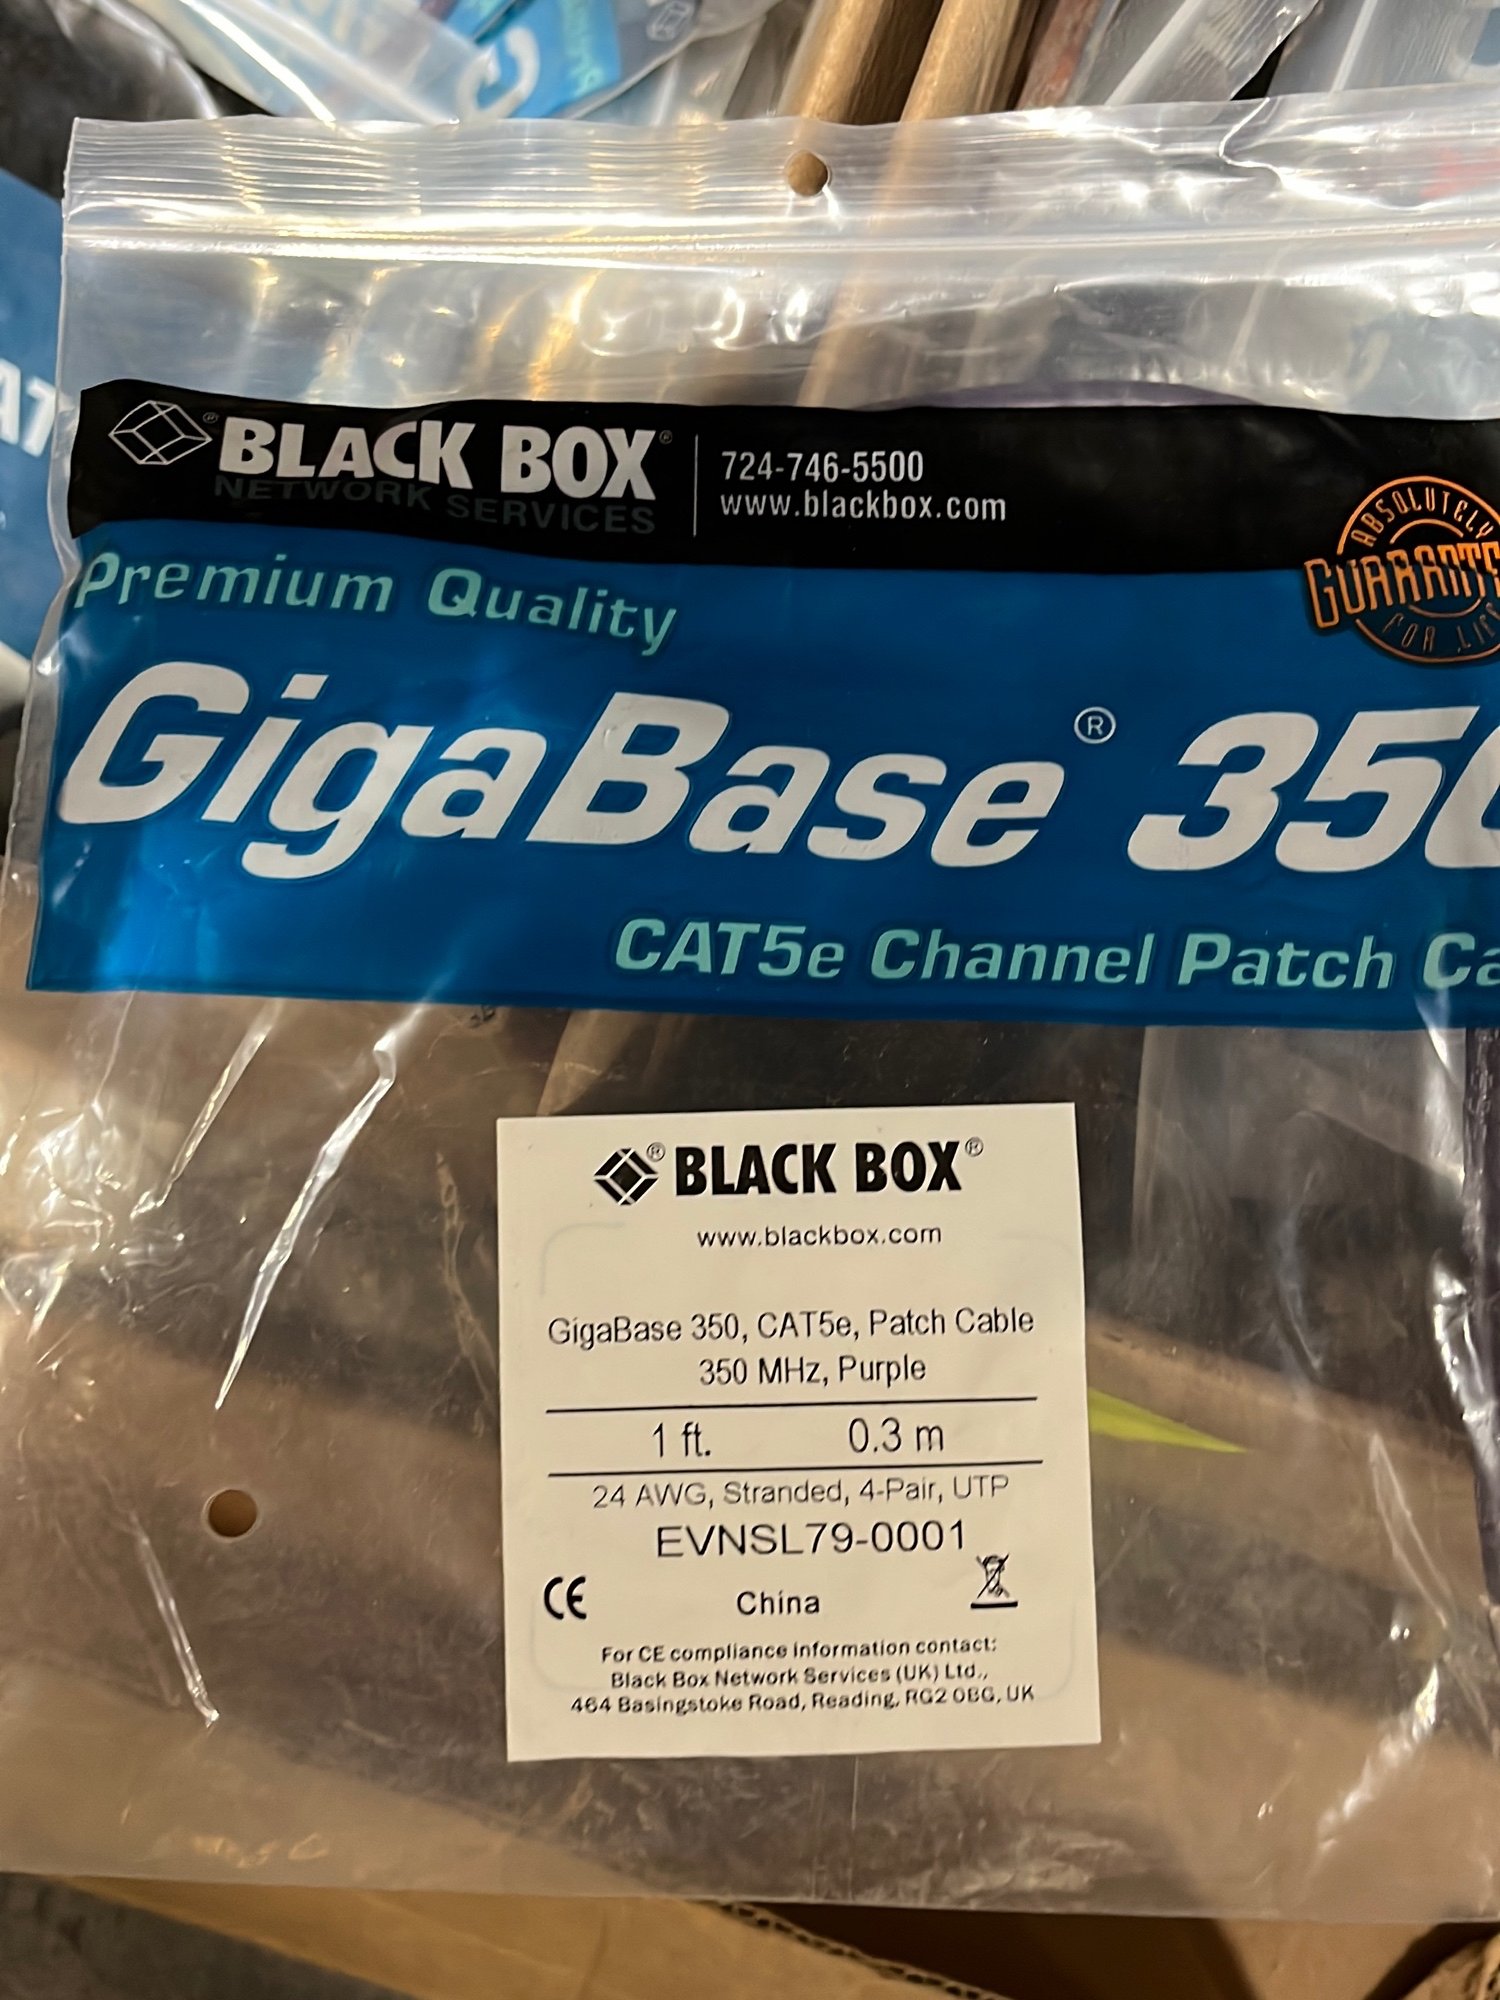 BLACK BOX®
NETWORK SERVICES
724-746-5500
www.blackbox.com
ABSOLUTELY
FOR
Premium Quality
GigaBase® 350
CAT5e Channel Patch
® BLACK BOX®
www.blackbox.com
GigaBase 350, CAT5e, Patch Cable
350 MHz, Purple
1 ft. 0.3 m
24 AWG, Stranded, 4-Pair, UTP
EVNSL79-0001
CE
China
For CE compliance information contact:
Black Box Network Services (UK) Ltd.,
464 Basingstoke Road, Reading, RG2 0BG, UK